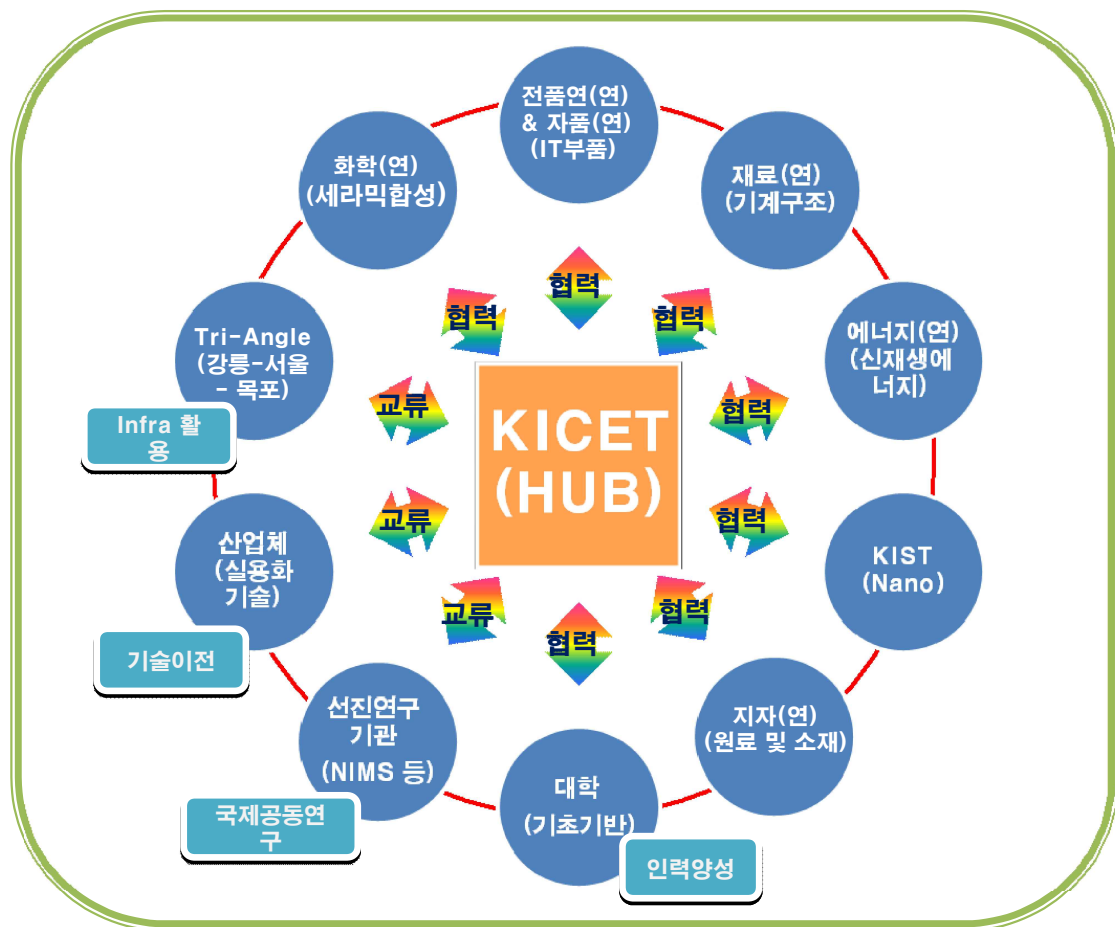 전품연(연)
& 자품(연)
(IT부품)
화학(연)
(세라믹합성)
재료(연)
(기계구조)
협력
협력
협력
Tri-Angle
(강릉-서울
- 목포)
에너지(연)
(신재생에
너지)
Infra 활
용
교류
협력
KICET
(HUB)
교류
협력
산업체
(실용화
기술)
KIST
(Nano)
교류
협력
협력
기술이전
선진연구
기관
(NIMS 등)
지자(연)
(원료 및 소재)
대학
(기초기반)
국제공동연
구
인력양성